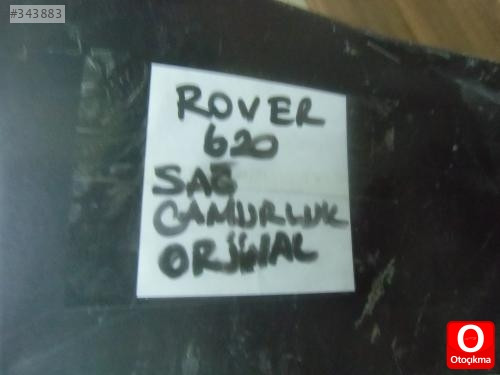 #343883
ROVER
620
SAĞ
ÇAMURLUK
ORJİNAL
O
Otoçıkma